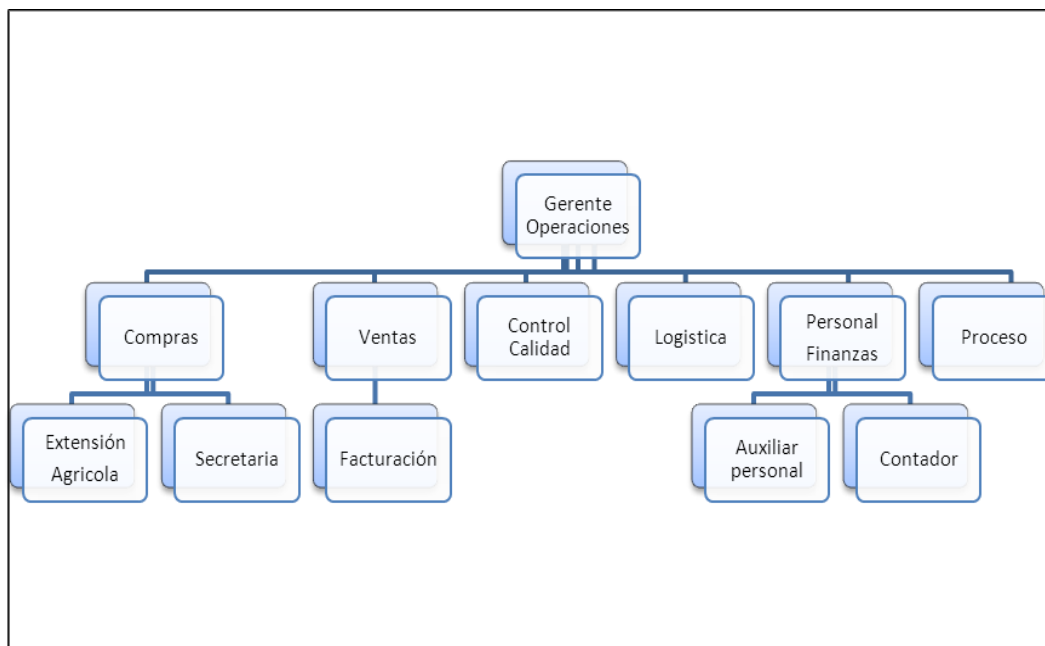 Gerente
Operaciones
Compras
Ventas
Control
Calidad
Logistica
Personal
Finanzas
Proceso
Extensión
Agricola
Secretaria
Facturación
Auxiliar
personal
Contador